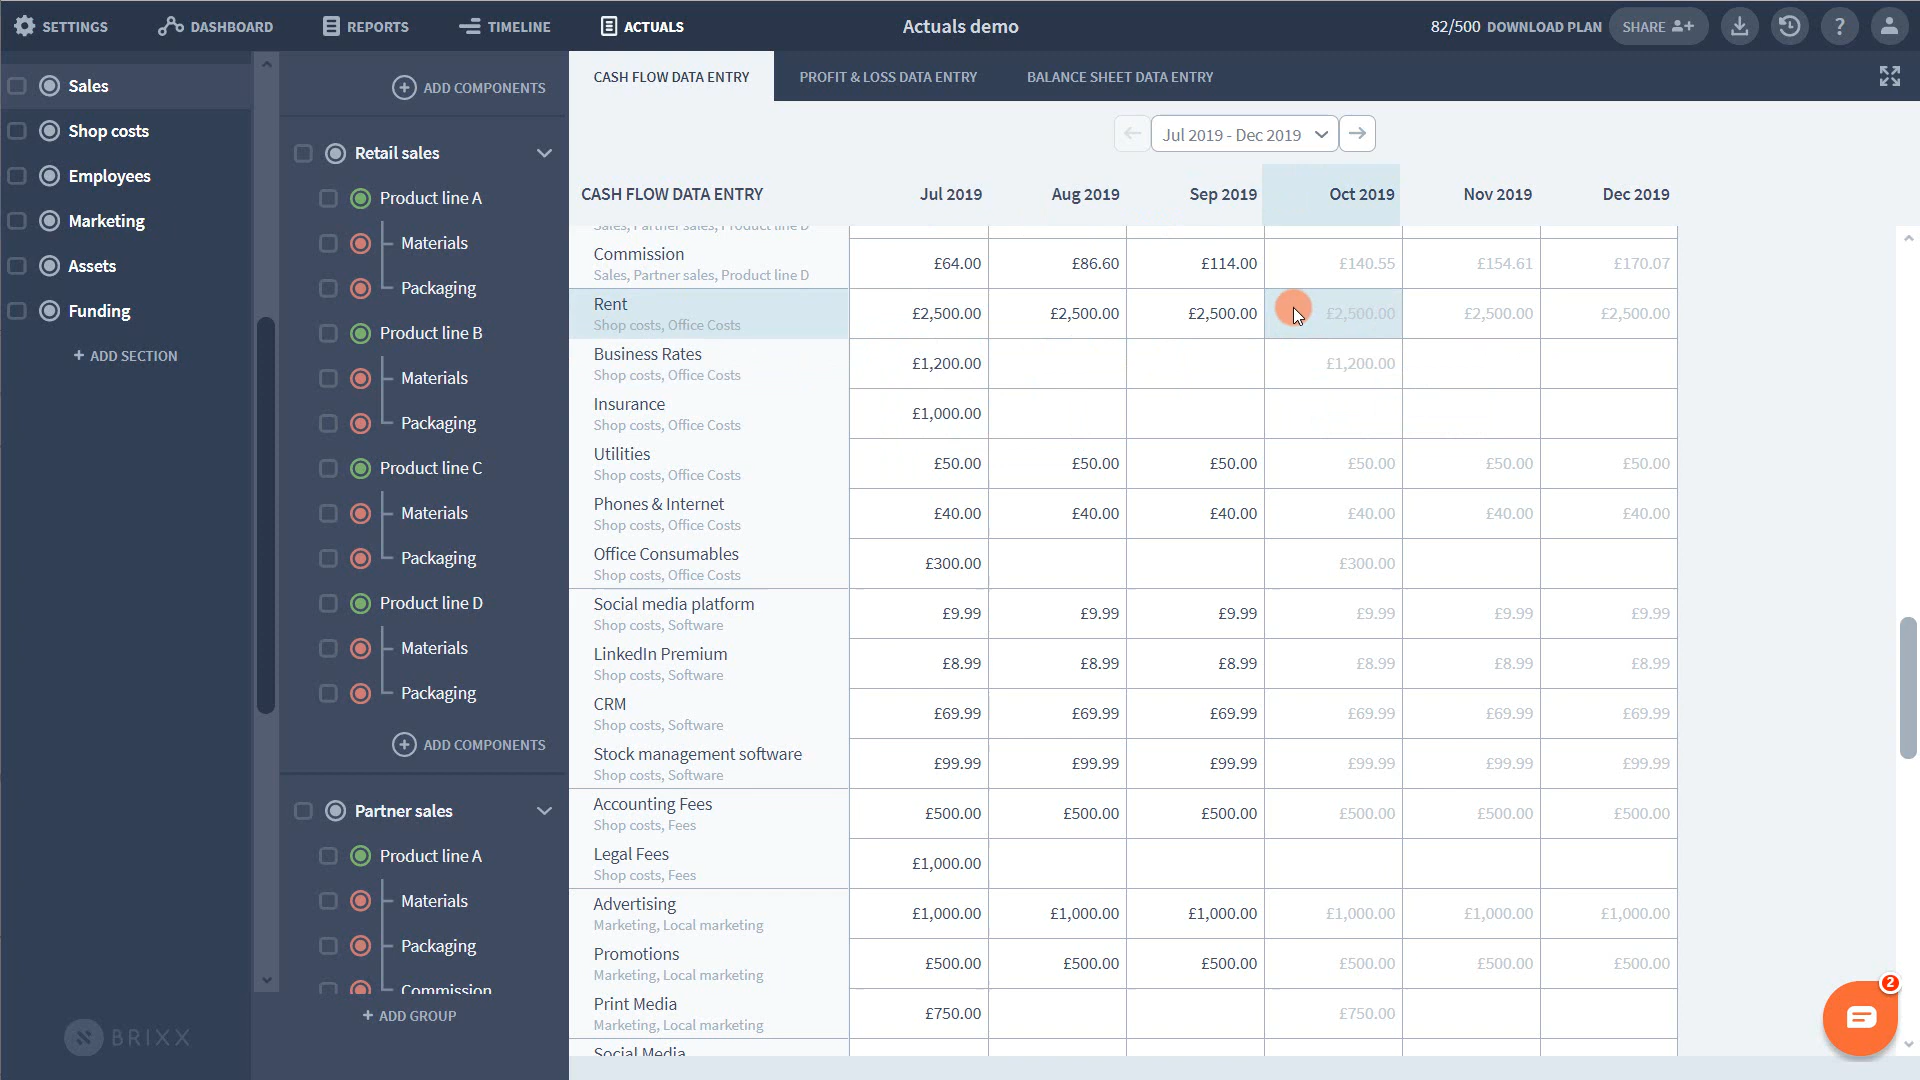 SETTINGS DASHBOARD REPORTS TIMELINE ACTUALS Actuals demo 82/500 DOWNLOAD PLAN SHARE ?
Sales
Shop costs
Employees
Marketing
Assets
Funding
+ ADD SECTION
BRIXX
ADD COMPONENTS
Retail sales
Product line A
Materials
Packaging
Product line B
Materials
Packaging
Product line C
Materials
Packaging
Product line D
Materials
Packaging
ADD COMPONENTS
Partner sales
Product line A
Materials
Packaging
Commission
+ ADD GROUP
CASH FLOW DATA ENTRY PROFIT & LOSS DATA ENTRY BALANCE SHEET DATA ENTRY
Jul 2019 - Dec 2019
CASH FLOW DATA ENTRY Jul 2019 Aug 2019 Sep 2019 Oct 2019 Nov 2019 Dec 2019
Sales, Partner sales, Product line D
Commission £64.00 £86.60 £114.00 £140.55 £154.61 £170.07
Sales, Partner sales, Product line D
Rent £2,500.00 £2,500.00 £2,500.00 £2,500.00 £2,500.00 £2,500.00
Shop costs, Office Costs
Business Rates £1,200.00 £1,200.00
Shop costs, Office Costs
Insurance £1,000.00
Shop costs, Office Costs
Utilities £50.00 £50.00 £50.00 £50.00 £50.00 £50.00
Shop costs, Office Costs
Phones & Internet £40.00 £40.00 £40.00 £40.00 £40.00 £40.00
Shop costs, Office Costs
Office Consumables £300.00 £300.00
Shop costs, Office Costs
Social media platform £9.99 £9.99 £9.99 £9.99 £9.99 £9.99
Shop costs, Software
LinkedIn Premium £8.99 £8.99 £8.99 £8.99 £8.99 £8.99
Shop costs, Software
CRM £69.99 £69.99 £69.99 £69.99 £69.99 £69.99
Shop costs, Software
Stock management software £99.99 £99.99 £99.99 £99.99 £99.99 £99.99
Shop costs, Software
Accounting Fees £500.00 £500.00 £500.00 £500.00 £500.00 £500.00
Shop costs, Fees
Legal Fees £1,000.00
Shop costs, Fees
Advertising £1,000.00 £1,000.00 £1,000.00 £1,000.00 £1,000.00 £1,000.00
Marketing, Local marketing
Promotions £500.00 £500.00 £500.00 £500.00 £500.00 £500.00
Marketing, Local marketing
Print Media £750.00 £750.00
Marketing, Local marketing
Social Media
2